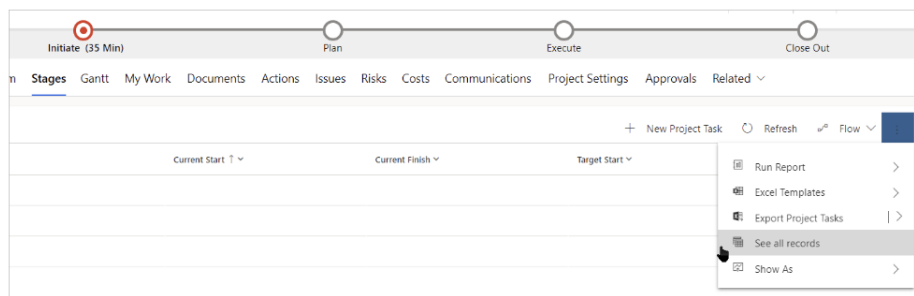 Initiate (35 Min) Plan Execute Close Out
m Stages Gantt My Work Documents Actions Issues Risks Costs Communications Project Settings Approvals Related
+ New Project Task Refresh Flow
Current Start ↑ Current Finish Target Start
Run Report
Excel Templates
Export Project Tasks
See all records
Show As